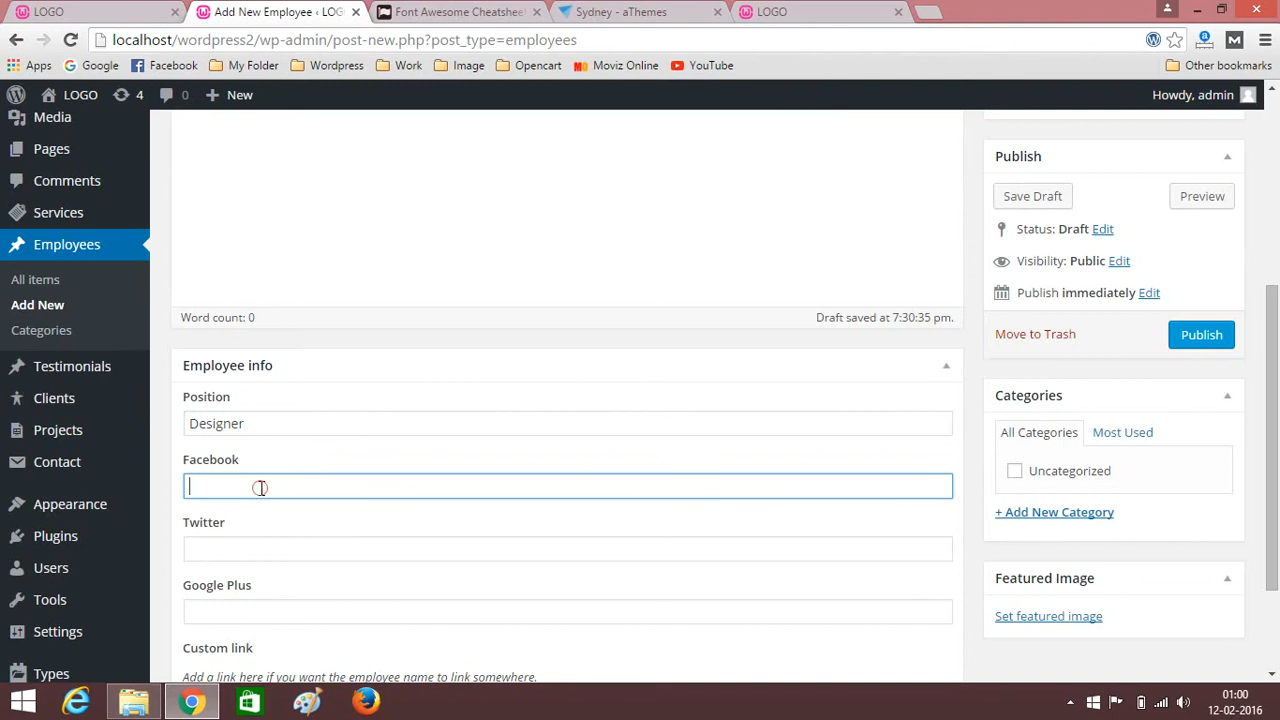 LOGO
Add New Employee ‹ LOG
Font Awesome Cheatshee
Sydney - aThemes
LOGO
localhost/wordpress2/wp-admin/post-new.php?post_type=employees
Apps
Google
Facebook
My Folder
Wordpress
Work
Image
Opencart
Moviz Online
YouTube
Other bookmarks
LOGO
4
0
New
Howdy, admin
Media
Pages
Comments
Services
Employees
All items
Add New
Categories
Testimonials
Clients
Projects
Contact
Appearance
Plugins
Users
Tools
Settings
Types
Word count: 0
Draft saved at 7:30:35 pm.
Employee info
Position
Designer
Facebook
Twitter
Google Plus
Custom link
Add a link here if you want the employee name to link somewhere.
Publish
Save Draft
Preview
Status: Draft Edit
Visibility: Public Edit
Publish immediately Edit
Move to Trash
Publish
Categories
All Categories
Most Used
Uncategorized
+ Add New Category
Featured Image
Set featured image
01:00
12-02-2016